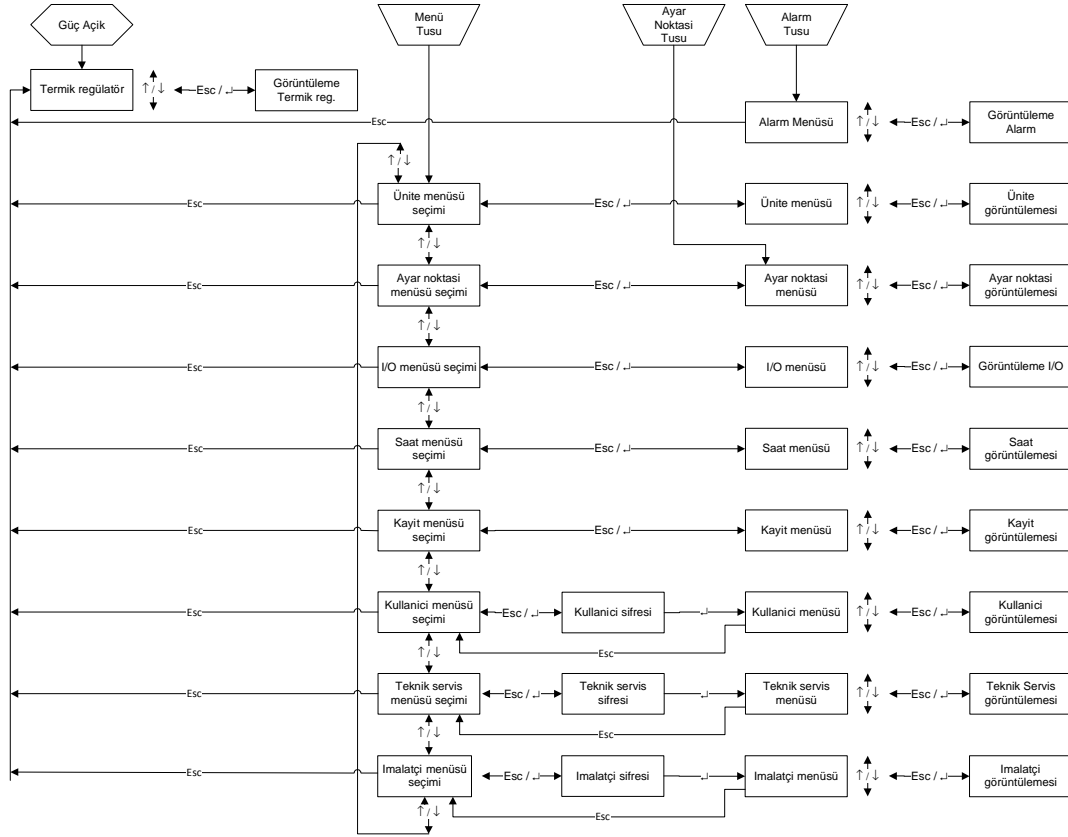 Güç Açik
Menü
Tusu
Ayar
Noktasi
Tusu
Alarm
Tusu
Termik regülatör
↑/↓
Esc / ↵
Görüntüleme
Termik reg.
Esc
Alarm Menüsü
↑/↓
Esc / ↵
Görüntüleme
Alarm
↑/↓
Esc
Ünite menüsü
seçimi
Esc / ↵
Ünite menüsü
↑/↓
Esc / ↵
Ünite
görüntülemesi
↑/↓
Esc
Ayar noktasi
menüsü seçimi
Esc / ↵
Ayar noktasi
menüsü
↑/↓
Esc / ↵
Ayar noktasi
görüntülemesi
↑/↓
Esc
I/O menüsü seçimi
Esc / ↵
I/O menüsü
↑/↓
Esc / ↵
Görüntüleme I/O
↑/↓
Esc
Saat menüsü
seçimi
Esc / ↵
Saat menüsü
↑/↓
Esc / ↵
Saat
görüntülemesi
↑/↓
Esc
Kayit menüsü
seçimi
Esc / ↵
Kayit menüsü
↑/↓
Esc / ↵
Kayit
görüntülemesi
↑/↓
Esc
Kullanici menüsü
seçimi
Esc / ↵
Kullanici sifresi
↵
Kullanici menüsü
↑/↓
Esc / ↵
Kullanici
görüntülemesi
Esc
↑/↓
Esc
Teknik servis
menüsü seçimi
Esc / ↵
Teknik servis
sifresi
↵
Teknik servis
menüsü
↑/↓
Esc / ↵
Teknik Servis
görüntülemesi
Esc
↑/↓
Esc
Imalatçi menüsü
seçimi
Esc / ↵
Imalatçi sifresi
↵
Imalatçi menüsü
↑/↓
Esc / ↵
Imalatçi
görüntülemesi
Esc
↑/↓